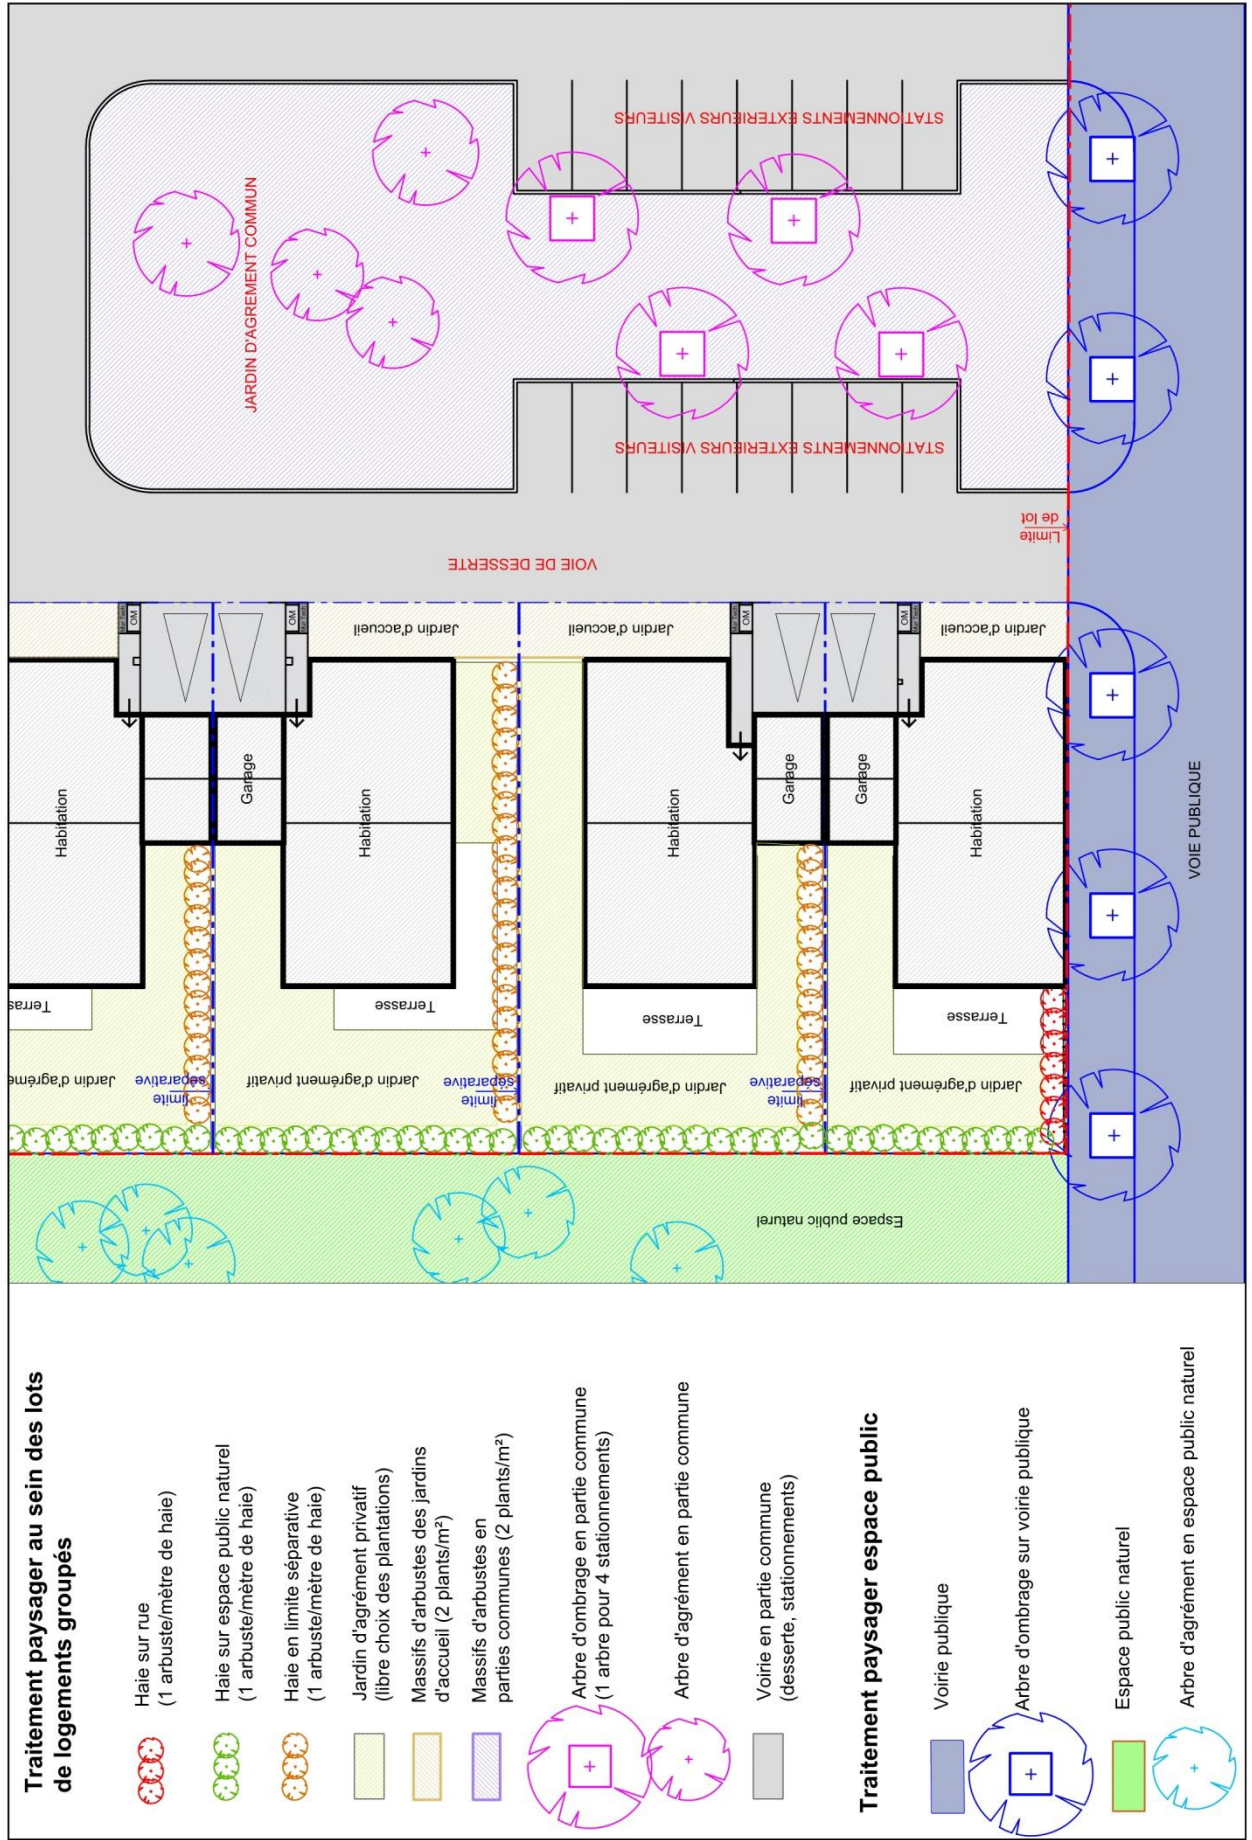 Traitement paysager au sein des lots
de logements groupés
Haie sur rue
(1 arbuste/mètre de haie)
Haie sur espace public naturel
(1 arbuste/mètre de haie)
Haie en limite séparative
(1 arbuste/mètre de haie)
Jardin d'agrément privatif
(libre choix des plantations)
Massifs d'arbustes des jardins
d'accueil (2 plants/m²)
Massifs d'arbustes en
parties communes (2 plants/m²)
Arbre d'ombrage en partie commune
(1 arbre pour 4 stationnements)
Arbre d'agrément en partie commune
Voirie en partie commune
(desserte, stationnements)
Traitement paysager espace public
Voirie publique
Arbre d'ombrage sur voirie publique
Espace public naturel
Arbre d'agrément en espace public naturel
JARDIN D'AGREMENT COMMUN
STATIONNEMENTS EXTERIEURS VISITEURS
STATIONNEMENTS EXTERIEURS VISITEURS
VOIE DE DESSERTE
Limite
de lot
VOIE PUBLIQUE
OM
OM
OM
OM
Jardin d'accueil
Jardin d'accueil
Jardin d'accueil
Habitation
Garage
Habitation
Habitation
Garage
Garage
Habitation
Terrasse
Terrasse
Terrasse
Terras
Jardin d'agréme
Jardin d'agrément privatif
Jardin d'agrément privatif
Jardin d'agrément privatif
limite
séparative
limite
séparative
limite
séparative
Espace public naturel